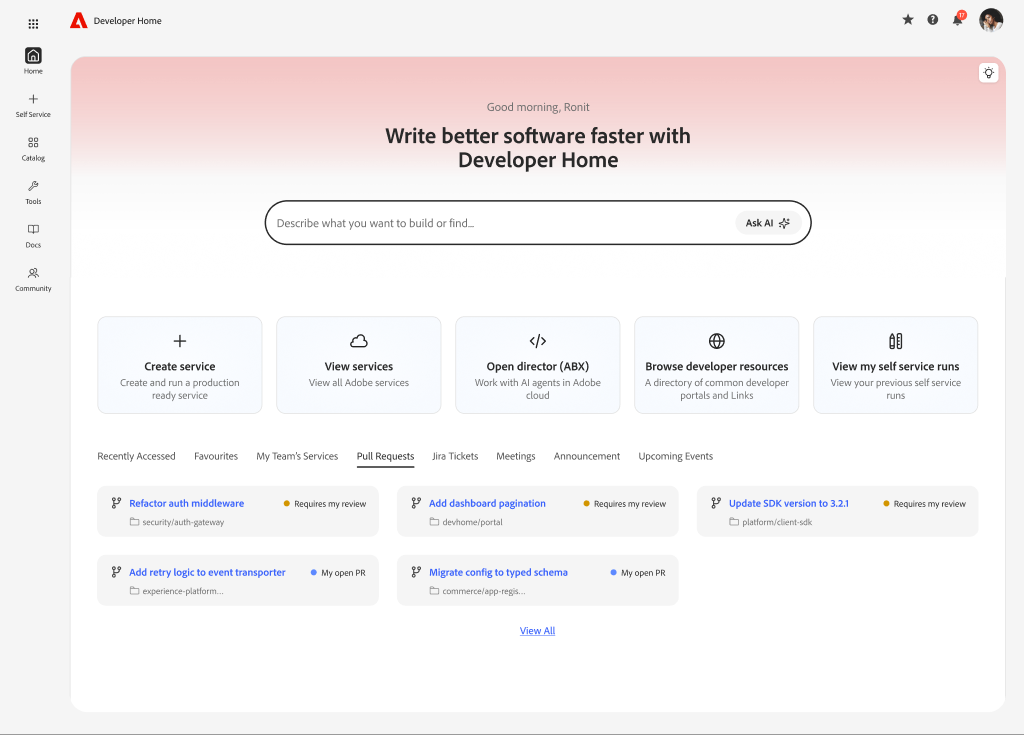 Developer Home
17
Home
Self Service
Catalog
Tools
Docs
Community
Good morning, Ronit
Write better software faster with
Developer Home
Describe what you want to build or find...
Ask AI
Create service
Create and run a production
ready service
View services
View all Adobe services
Open director (ABX)
Work with AI agents in Adobe
cloud
Browse developer resources
A directory of common developer
portals and Links
View my self service runs
View your previous self service
runs
Recently Accessed
Favourites
My Team's Services
Pull Requests
Jira Tickets
Meetings
Announcement
Upcoming Events
Refactor auth middleware
Requires my review
security/auth-gateway
Add dashboard pagination
Requires my review
devhome/portal
Update SDK version to 3.2.1
Requires my review
platform/client-sdk
Add retry logic to event transporter
My open PR
experience-platform...
Migrate config to typed schema
My open PR
commerce/app-regis...
View All